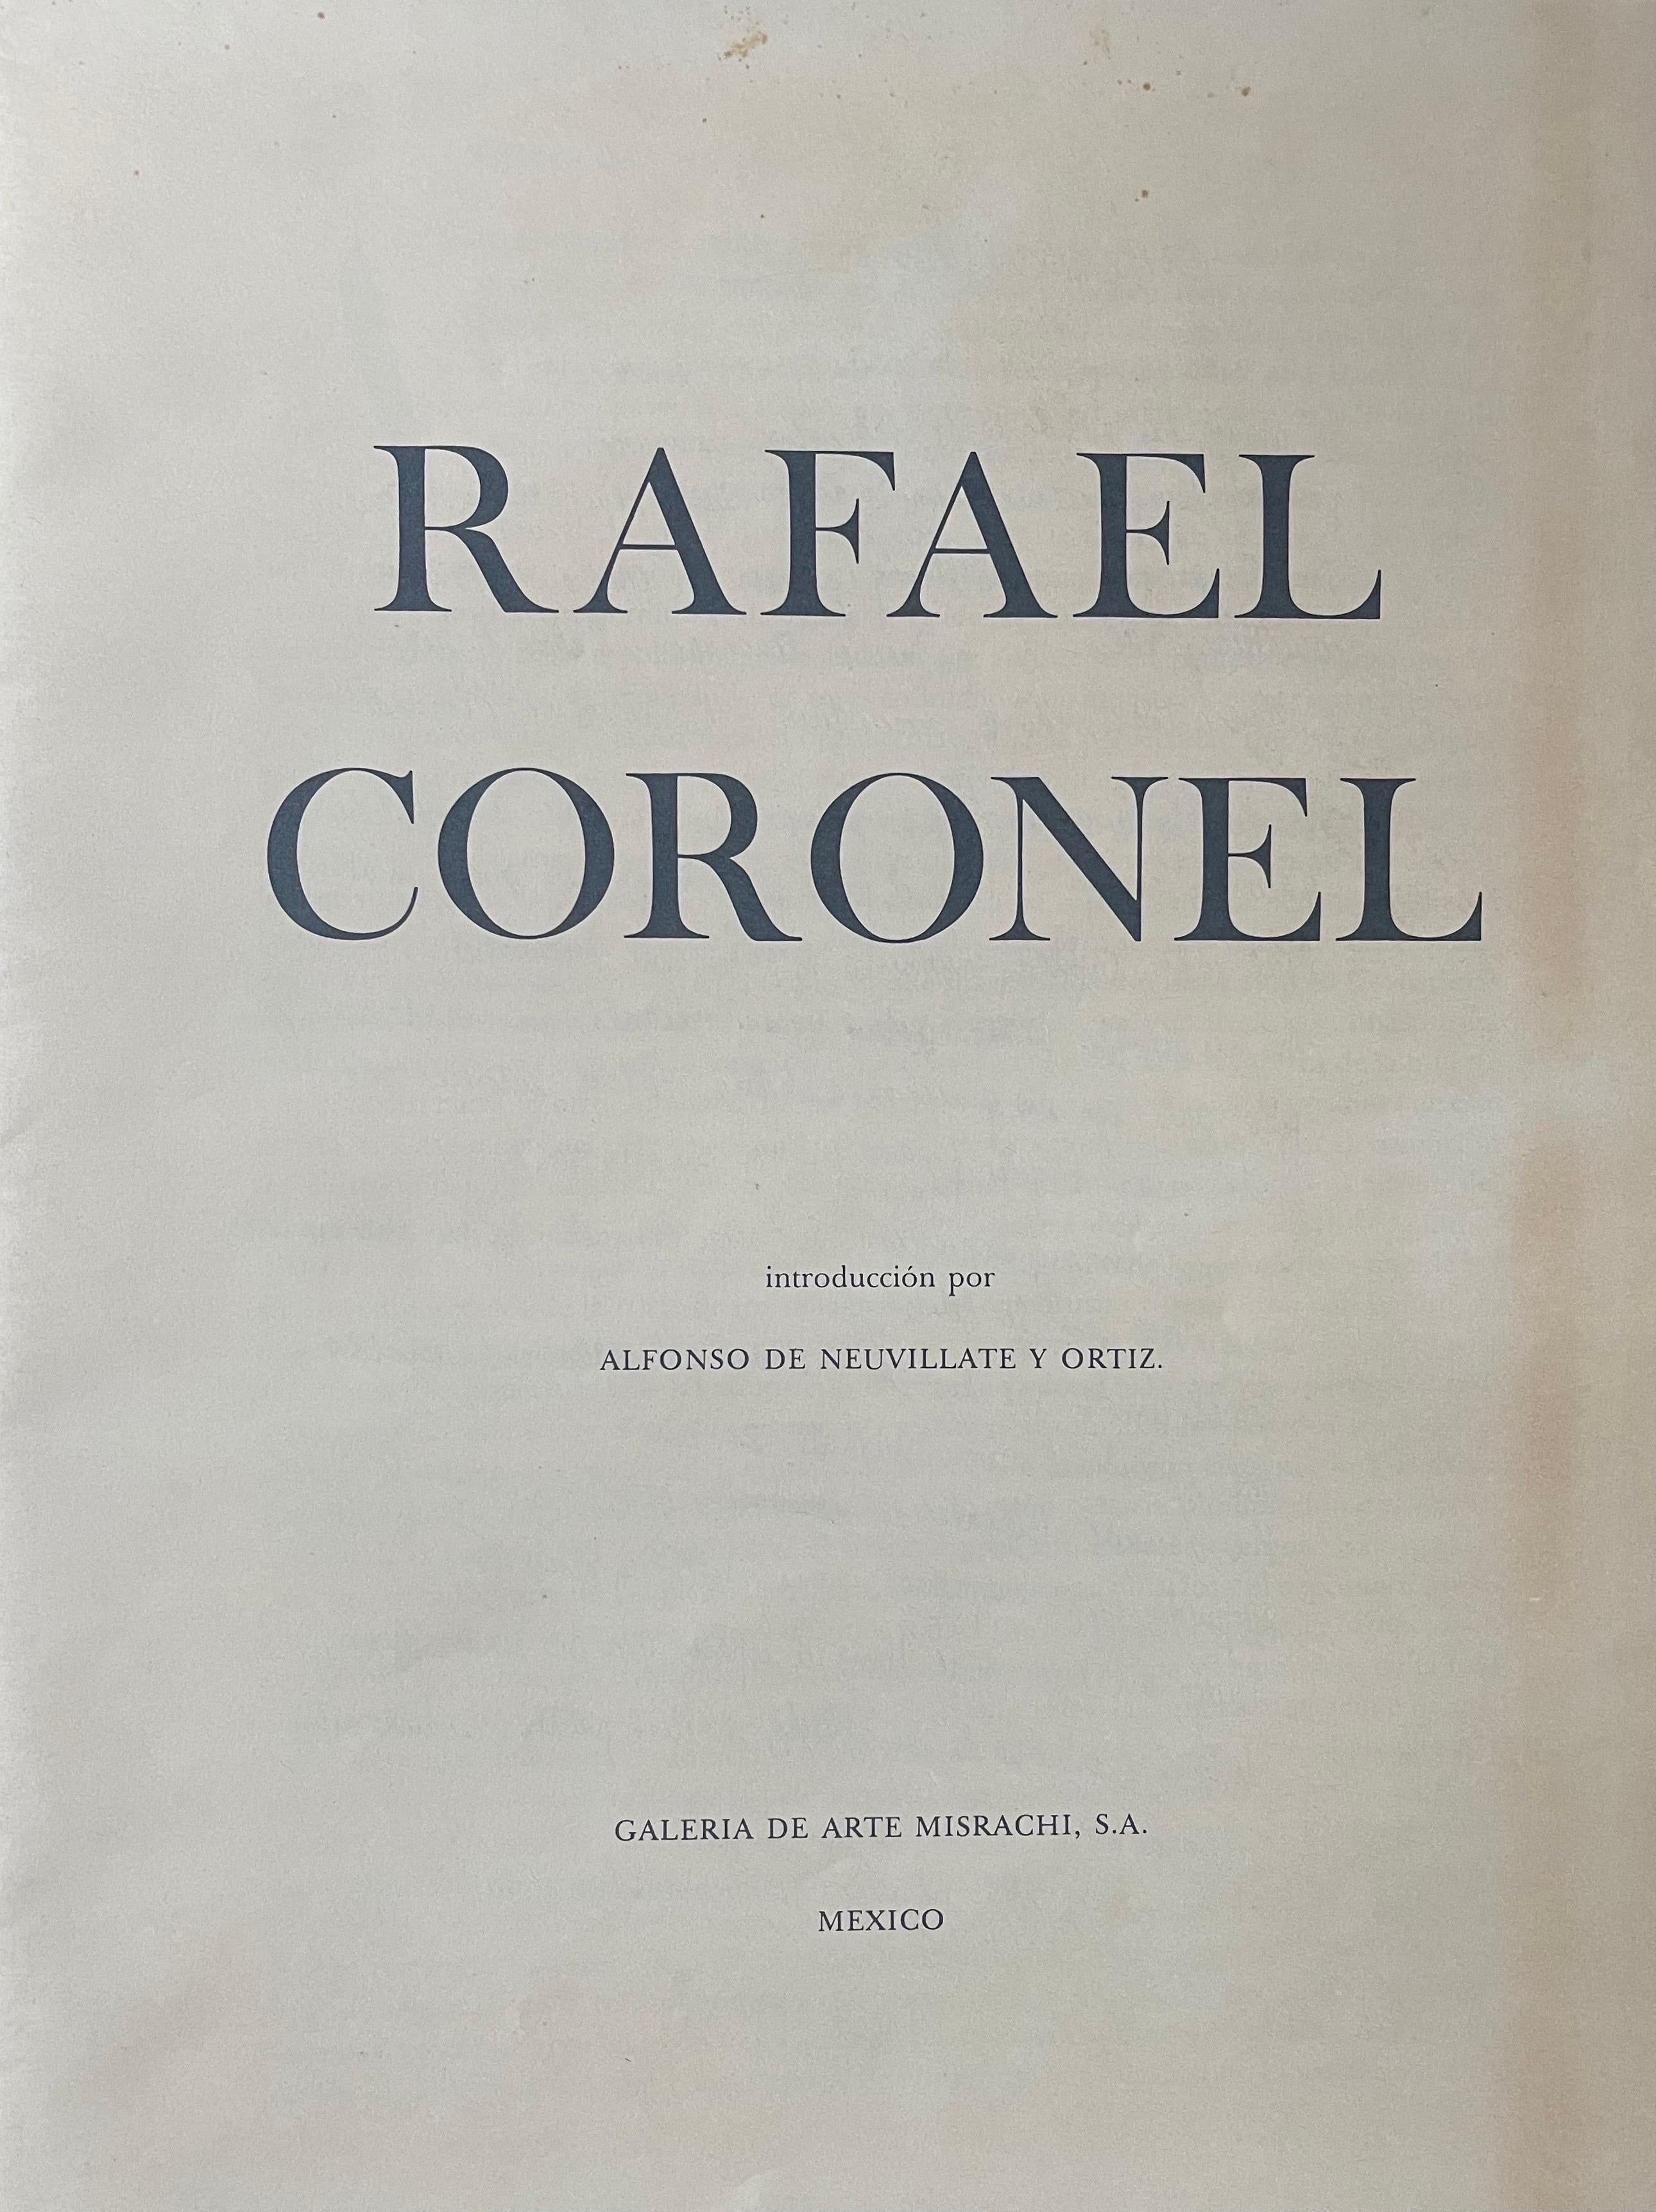 RAFAEL
CORONEL
introducción por
ALFONSO DE NEUVILLATE Y ORTIZ.
GALERIA DE ARTE MISRACHI, S.A.
MEXICO